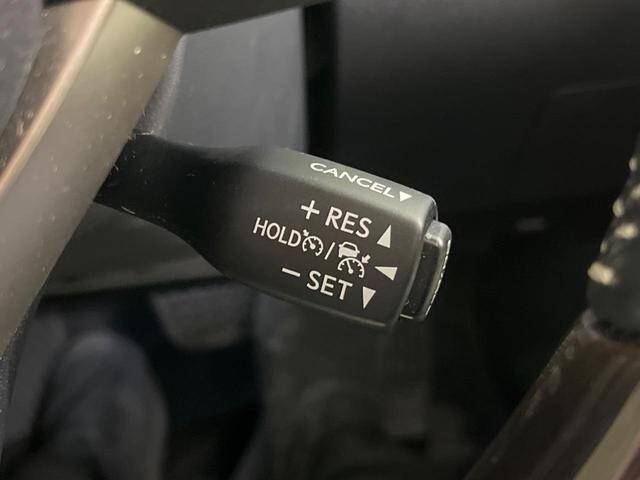 CANCEL▼
+ RES ▲
HOLD /
− SET ▼